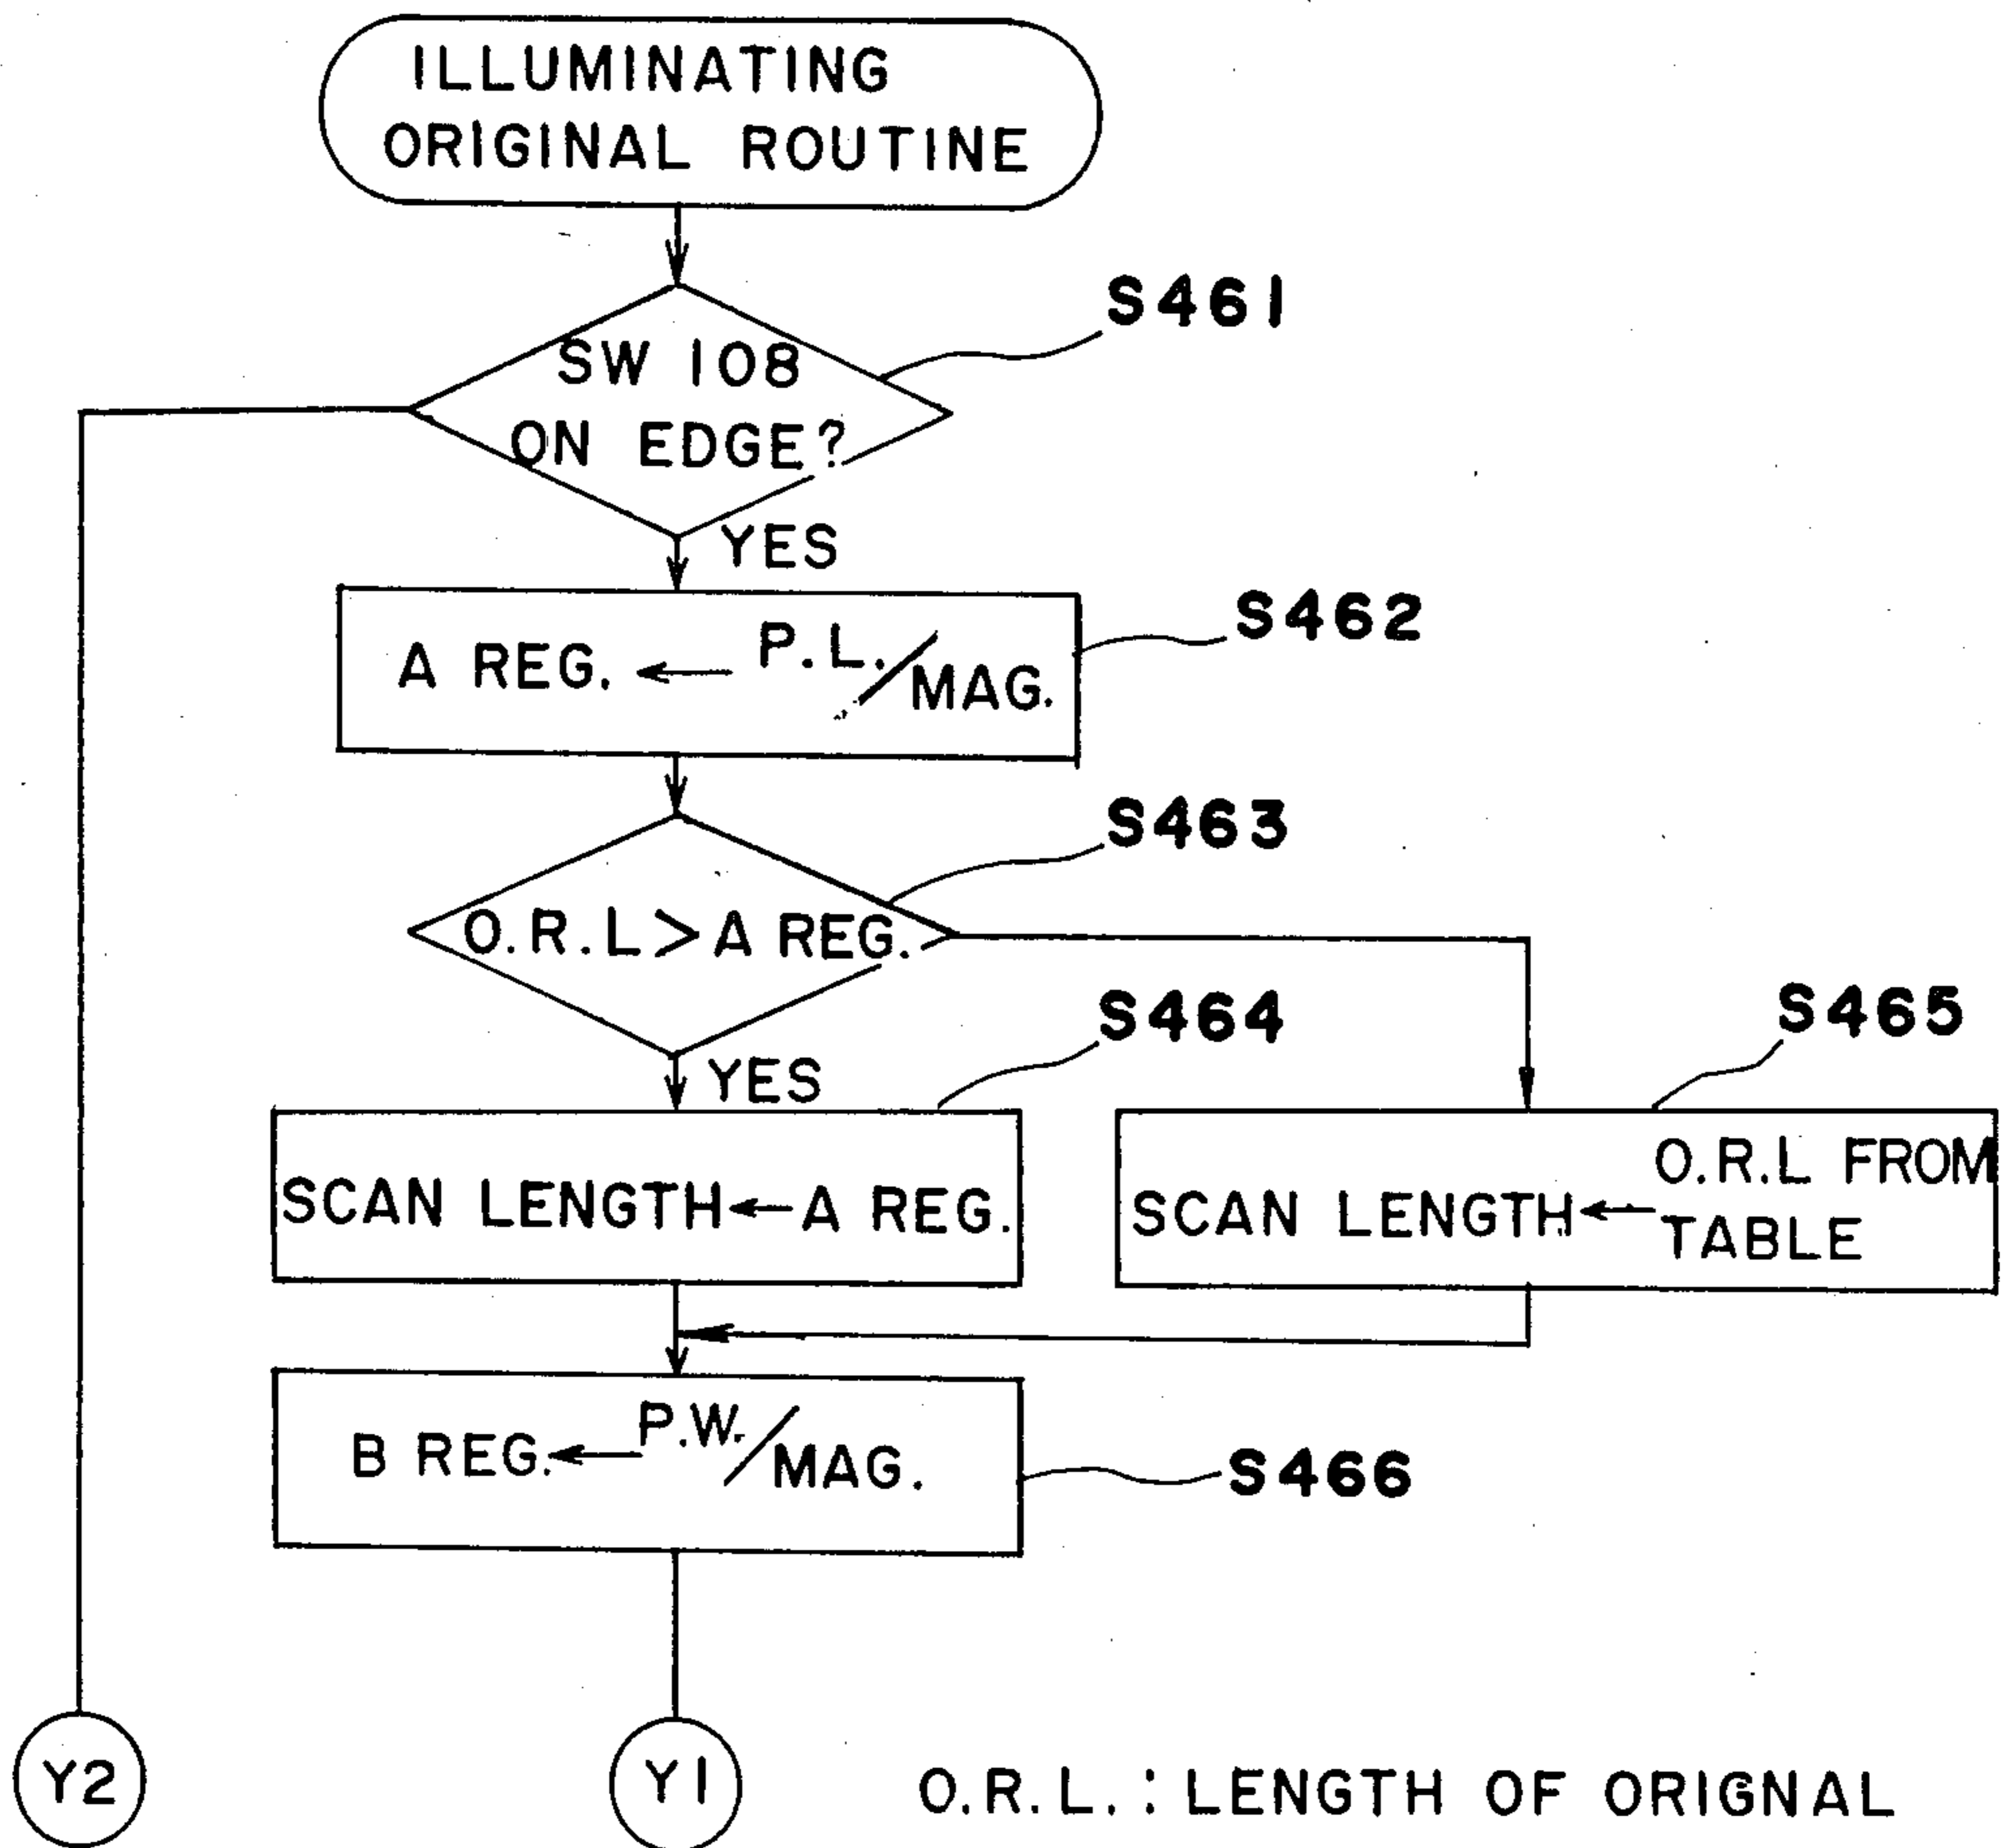 ILLUMINATING
ORIGINAL ROUTINE
S461
SW 108
ON EDGE?
YES
S462
A REG. ← P.L./MAG.
S463
O.R.L > A REG.
S464
S465
YES
SCAN LENGTH ← A REG.
SCAN LENGTH ← O.R.L FROM
TABLE
B REG. ← P.W./MAG.
S466
Y2
Y1
O.R.L. : LENGTH OF ORIGNAL